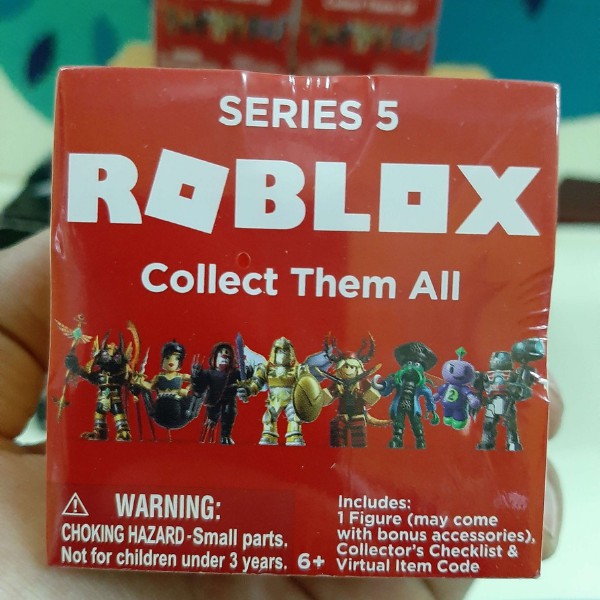 SERIES 5
ROBLOX
Collect Them All
WARNING:
CHOKING HAZARD-Small parts.
Not for children under 3 years. 6+
Includes:
1 Figure (may come
with bonus accessories),
Collector's Checklist &
Virtual Item Code